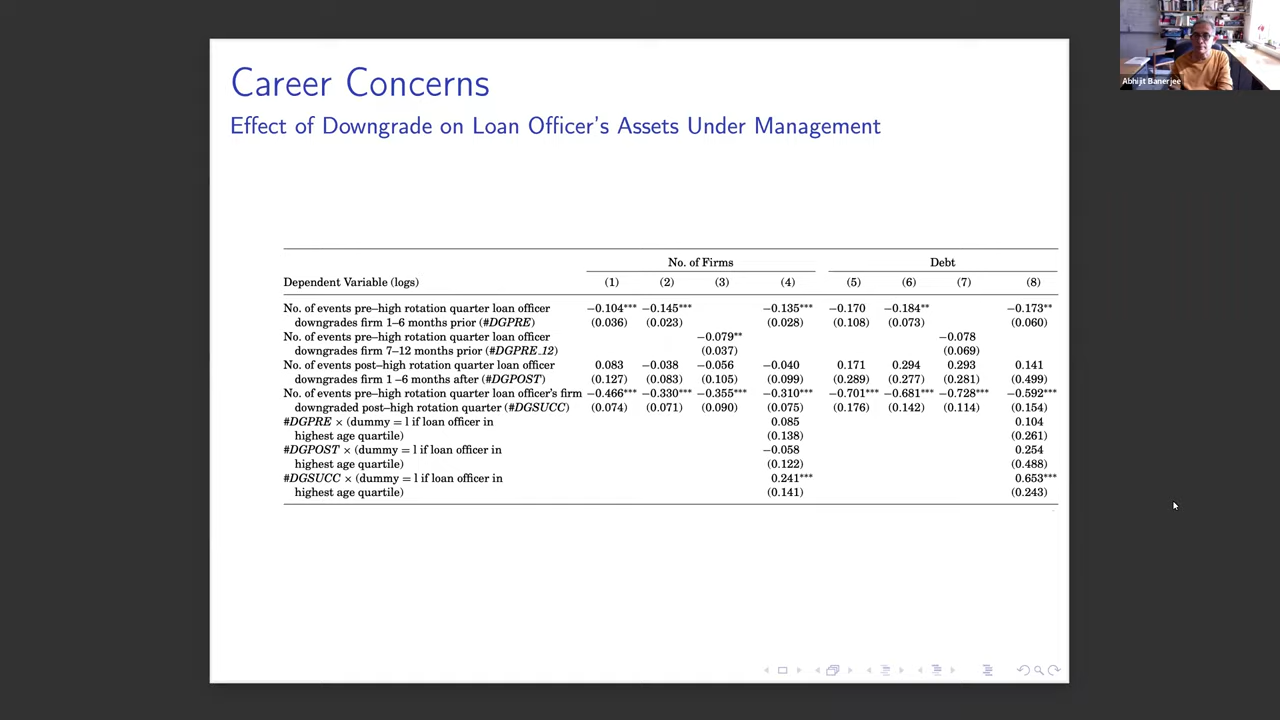 Career Concerns
Effect of Downgrade on Loan Officer's Assets Under Management
Abhijit Banerjee
No. of Firms Debt
Dependent Variable (logs) (1) (2) (3) (4) (5) (6) (7) (8)
No. of events pre–high rotation quarter loan officer −0.104*** −0.145*** −0.135*** −0.170 −0.184** −0.173**
downgrades firm 1–6 months prior (#DGPRE) (0.036) (0.023) (0.028) (0.108) (0.073) (0.060)
No. of events pre–high rotation quarter loan officer −0.079** −0.078
downgrades firm 7–12 months prior (#DGPRE_12) (0.037) (0.069)
No. of events post–high rotation quarter loan officer 0.083 −0.038 −0.056 −0.040 0.171 0.294 0.293 0.141
downgrades firm 1 –6 months after (#DGPOST) (0.127) (0.083) (0.105) (0.099) (0.289) (0.277) (0.281) (0.499)
No. of events pre–high rotation quarter loan officer's firm −0.466*** −0.330*** −0.355*** −0.310*** −0.701*** −0.681*** −0.728*** −0.592***
downgraded post–high rotation quarter (#DGSUCC) (0.074) (0.071) (0.090) (0.075) (0.176) (0.142) (0.114) (0.154)
#DGPRE × (dummy = 1 if loan officer in 0.085 0.104
highest age quartile) (0.138) (0.261)
#DGPOST × (dummy = 1 if loan officer in −0.058 0.254
highest age quartile) (0.122) (0.488)
#DGSUCC × (dummy = 1 if loan officer in 0.241*** 0.653***
highest age quartile) (0.141) (0.243)